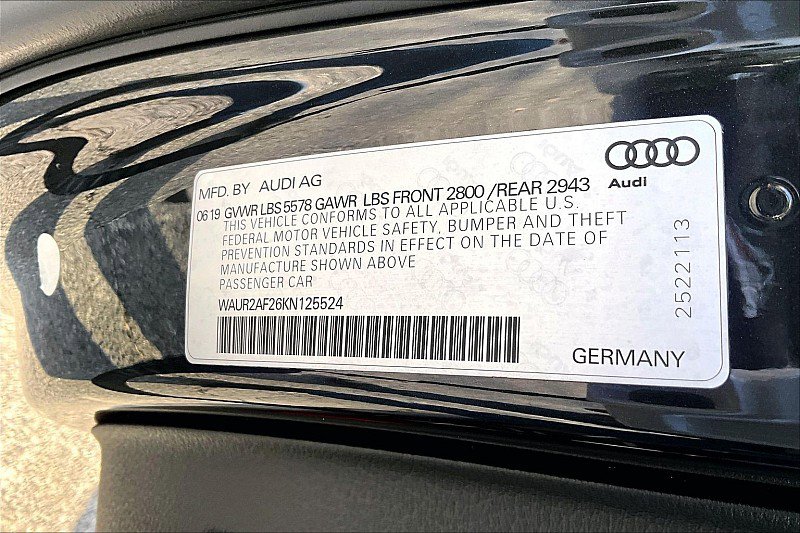 MFD. BY AUDI AG
Audi
0619 GVWR LBS 5578 GAWR LBS FRONT 2800 /REAR 2943
THIS VEHICLE CONFORMS TO ALL APPLICABLE U.S.
FEDERAL MOTOR VEHICLE SAFETY, BUMPER AND THEFT
PREVENTION STANDARDS IN EFFECT ON THE DATE OF
MANUFACTURE SHOWN ABOVE
PASSENGER CAR
WAUR2AF26KN125524
GERMANY
2522113